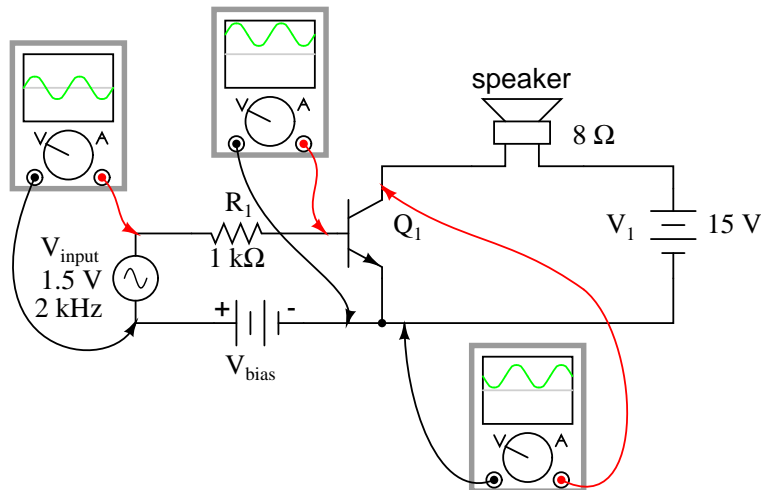 V A
V A
speaker
8 Ω
R1
1 kΩ
Q1
V1 15 V
Vinput
1.5 V
2 kHz
+ -
Vbias
V A